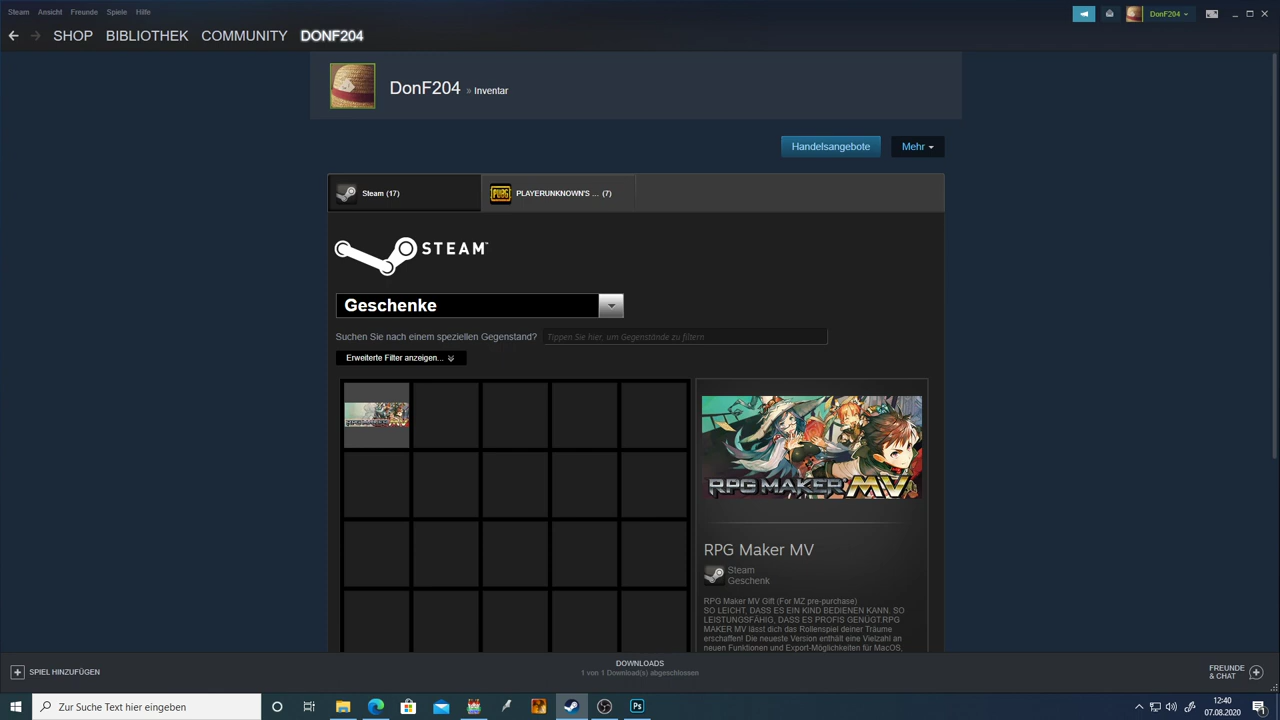 Steam Ansicht Freunde Spiele Hilfe
DonF204
SHOP BIBLIOTHEK COMMUNITY DONF204
DonF204 » Inventar
Handelsangebote Mehr
Steam (17) PLAYERUNKNOWN'S ... (7)
STEAM™
Geschenke
Suchen Sie nach einem speziellen Gegenstand? Tippen Sie hier, um Gegenstände zu filtern
Erweiterte Filter anzeigen...
RPG MAKER MV
RPG Maker MV
Steam
Geschenk
RPG Maker MV Gift (For MZ pre-purchase)
SO LEICHT, DASS ES EIN KIND BEDIENEN KANN. SO
LEISTUNGSFÄHIG, DASS ES PROFIS GENÜGT.RPG
MAKER MV lässt dich das Rollenspiel deiner Träume
erschaffen! Die neueste Version enthält eine Vielzahl an
neuen Funktionen und Export-Möglichkeiten für MacOS,
SPIEL HINZUFÜGEN
DOWNLOADS
1 von 1 Download(s) abgeschlossen
FREUNDE
& CHAT
Zur Suche Text hier eingeben
Ps
12:40
07.08.2020
1